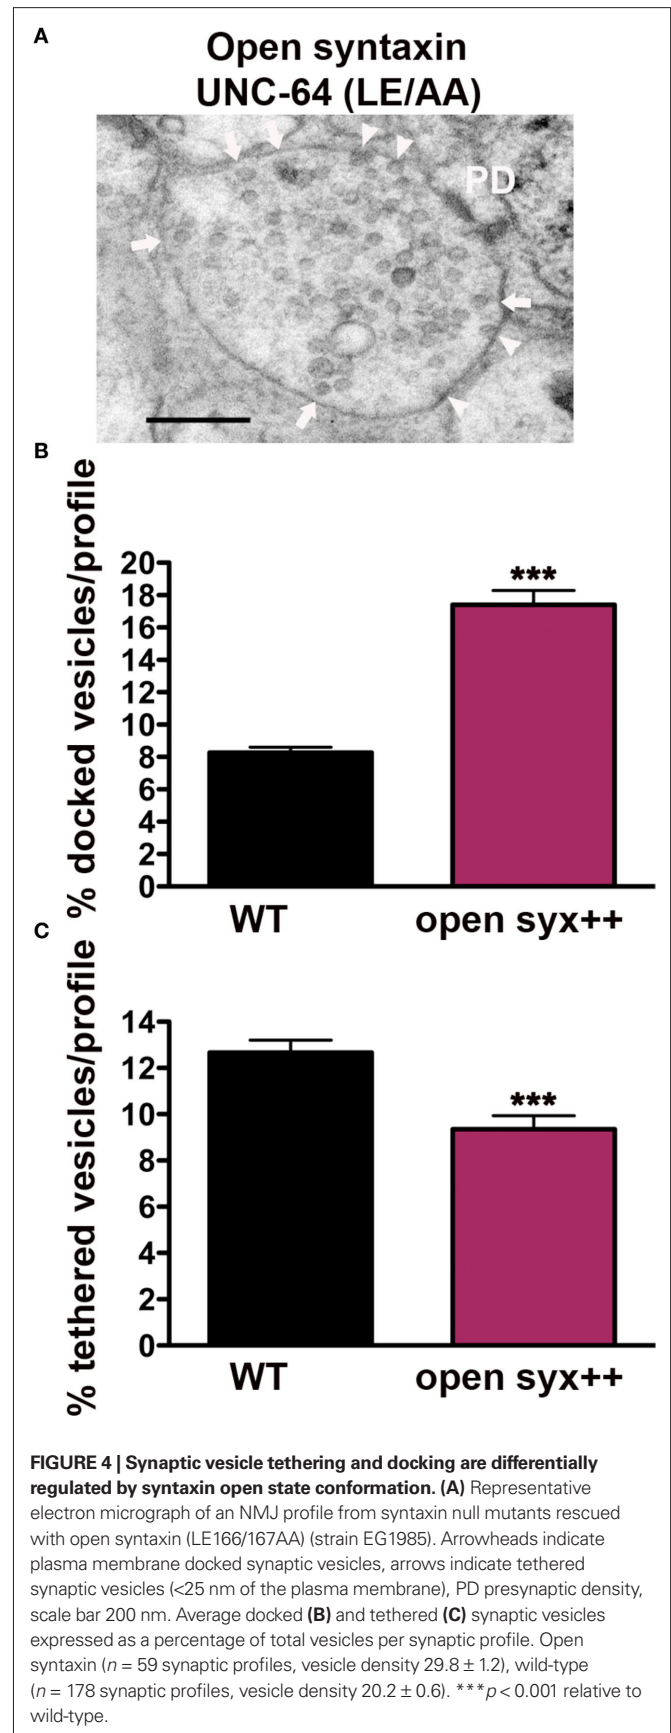 A
Open syntaxin
UNC-64 (LE/AA)
PD
B
% docked vesicles/profile
20
18
16
14
12
10
8
6
4
2
0
***
WT
open syx++
C
% tethered vesicles/profile
14
12
10
8
6
4
2
0
***
WT
open syx++
FIGURE 4 | Synaptic vesicle tethering and docking are differentially
regulated by syntaxin open state conformation. (A) Representative
electron micrograph of an NMJ profile from syntaxin null mutants rescued
with open syntaxin (LE166/167AA) (strain EG1985). Arrowheads indicate
plasma membrane docked synaptic vesicles, arrows indicate tethered
synaptic vesicles (<25 nm of the plasma membrane), PD presynaptic density,
scale bar 200 nm. Average docked (B) and tethered (C) synaptic vesicles
expressed as a percentage of total vesicles per synaptic profile. Open
syntaxin (n = 59 synaptic profiles, vesicle density 29.8 ± 1.2), wild-type
(n = 178 synaptic profiles, vesicle density 20.2 ± 0.6). ***p < 0.001 relative to
wild-type.